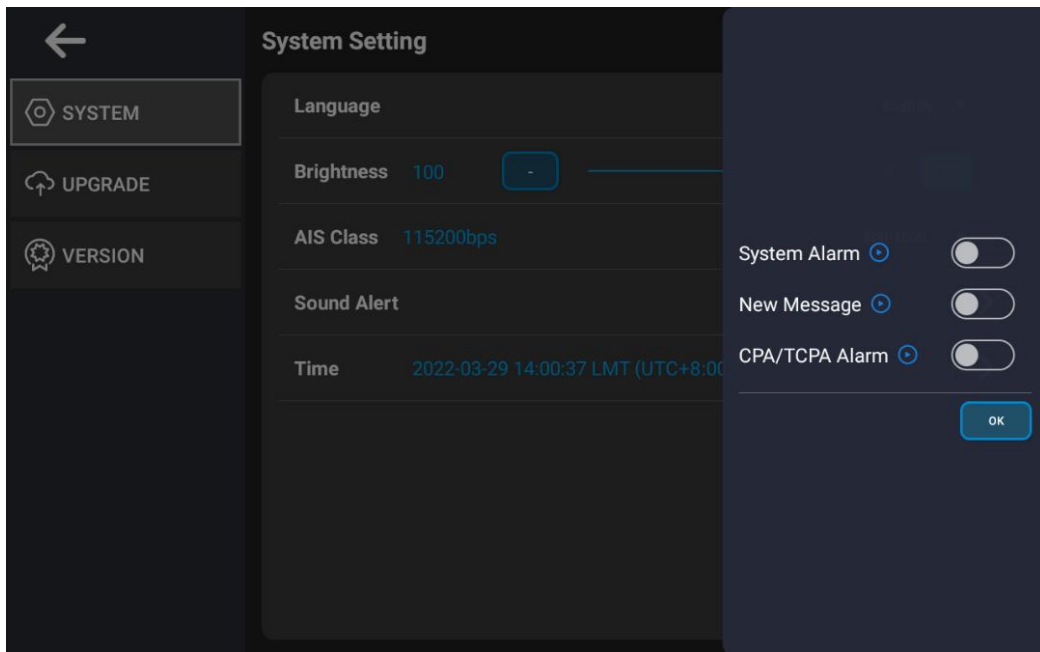 System Setting
SYSTEM
UPGRADE
VERSION
Language
Brightness 100 -
AIS Class 115200bps
Sound Alert
Time 2022-03-29 14:00:37 LMT (UTC+8:00
System Alarm
New Message
CPA/TCPA Alarm
OK